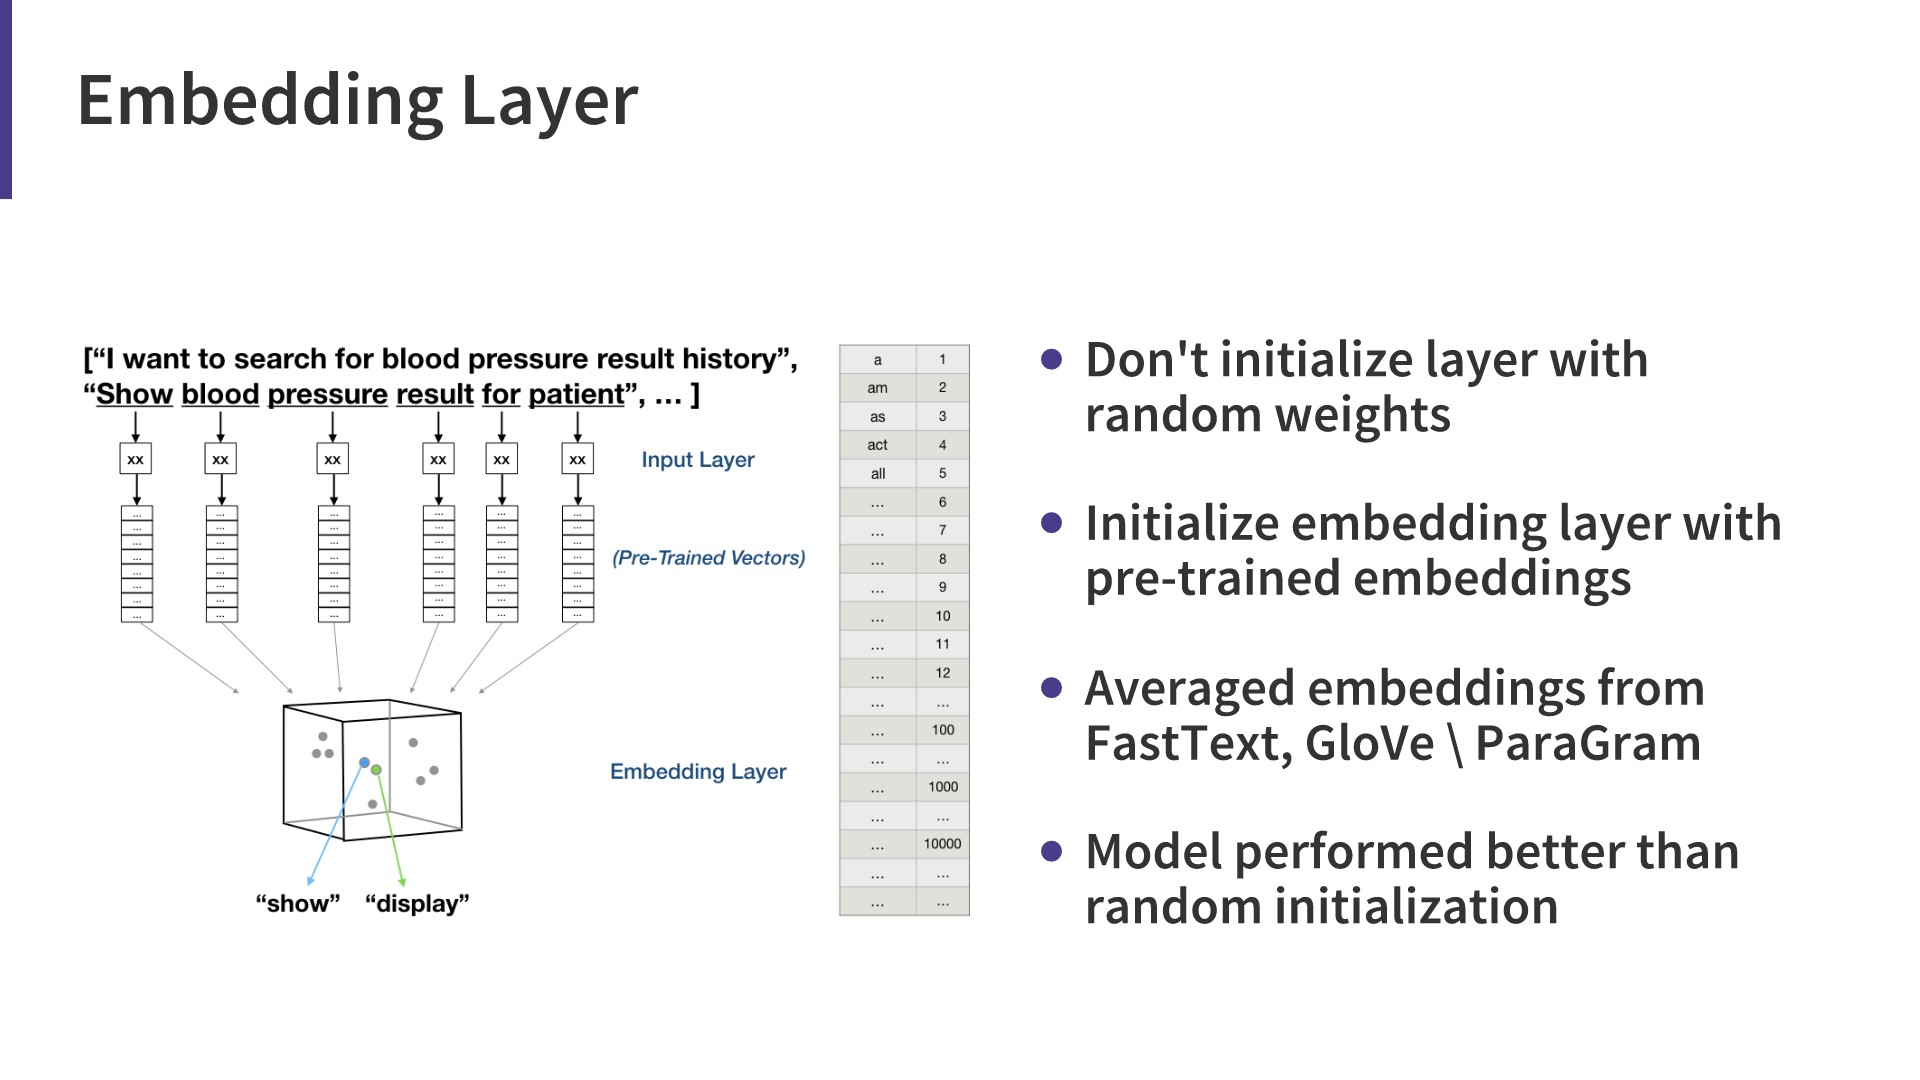 Embedding Layer
[“I want to search for blood pressure result history”,
“Show blood pressure result for patient”, ... ]
xx xx xx xx xx xx
Input Layer
... ... ... ... ... ...
... ... ... ... ... ...
... ... ... ... ... ...
... ... ... ... ... ...
... ... ... ... ... ...
... ... ... ... ... ...
... ... ... ... ... ...
... ... ... ... ... ...
(Pre-Trained Vectors)
Embedding Layer
“show” “display”
a 1
am 2
as 3
act 4
all 5
... 6
... 7
... 8
... 9
... 10
... 11
... 12
... ...
... 100
... ...
... 1000
... ...
... 10000
... ...
... ...
• Don't initialize layer with
random weights
• Initialize embedding layer with
pre-trained embeddings
• Averaged embeddings from
FastText, GloVe \ ParaGram
• Model performed better than
random initialization